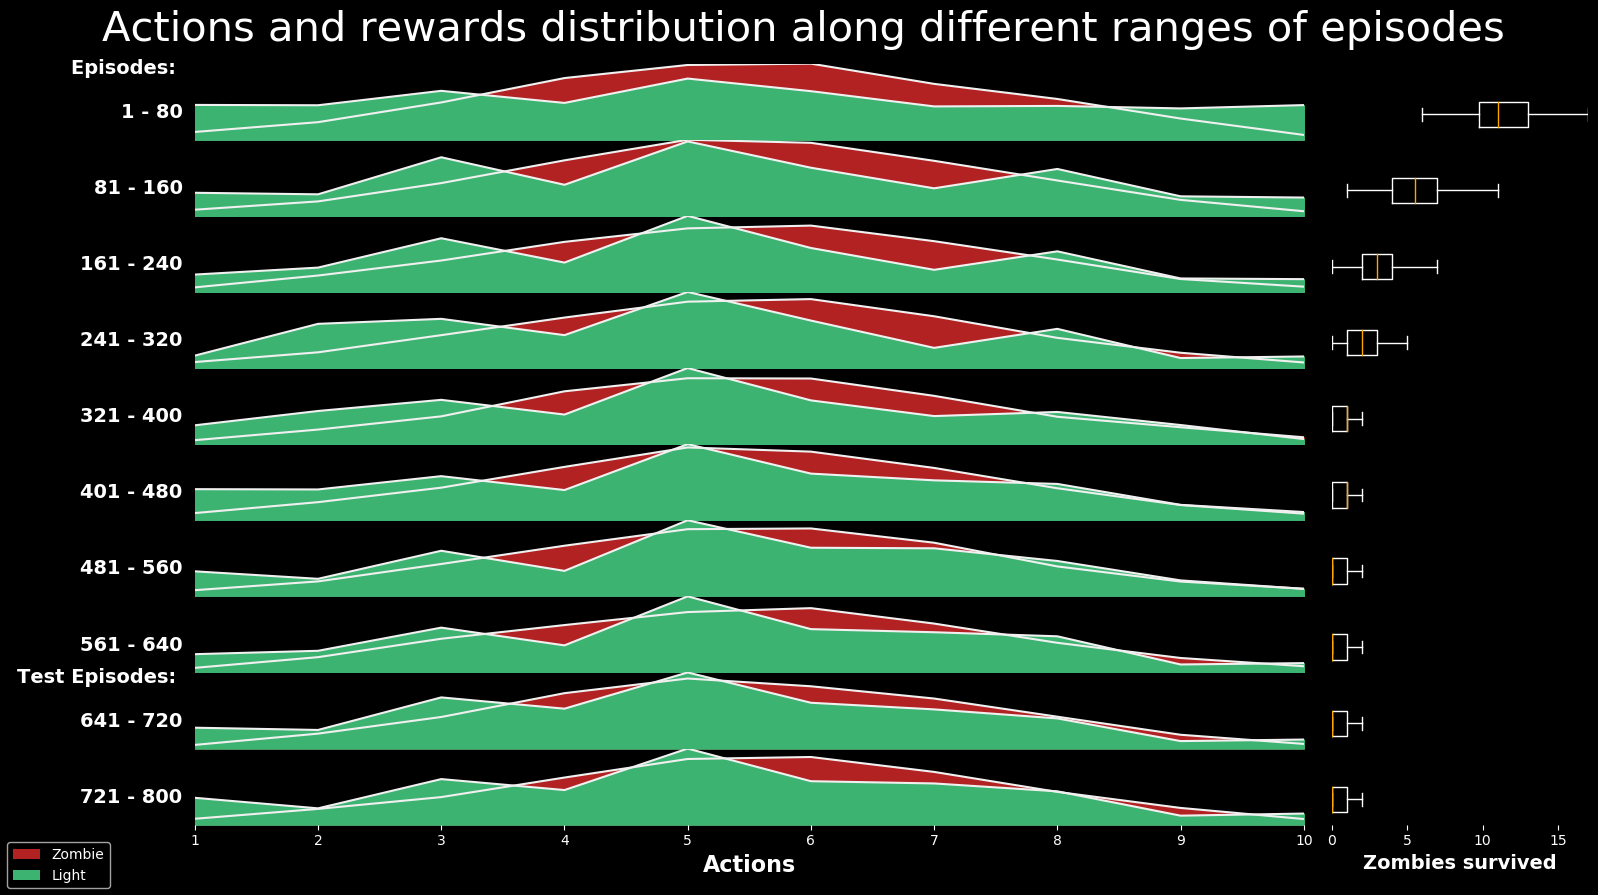 Actions and rewards distribution along different ranges of episodes
Episodes:
1 - 80
81 - 160
161 - 240
241 - 320
321 - 400
401 - 480
481 - 560
561 - 640
Test Episodes:
641 - 720
721 - 800
1 2 3 4 5 6 7 8 9 10
0 5 10 15
Actions
Zombies survived
Zombie
Light